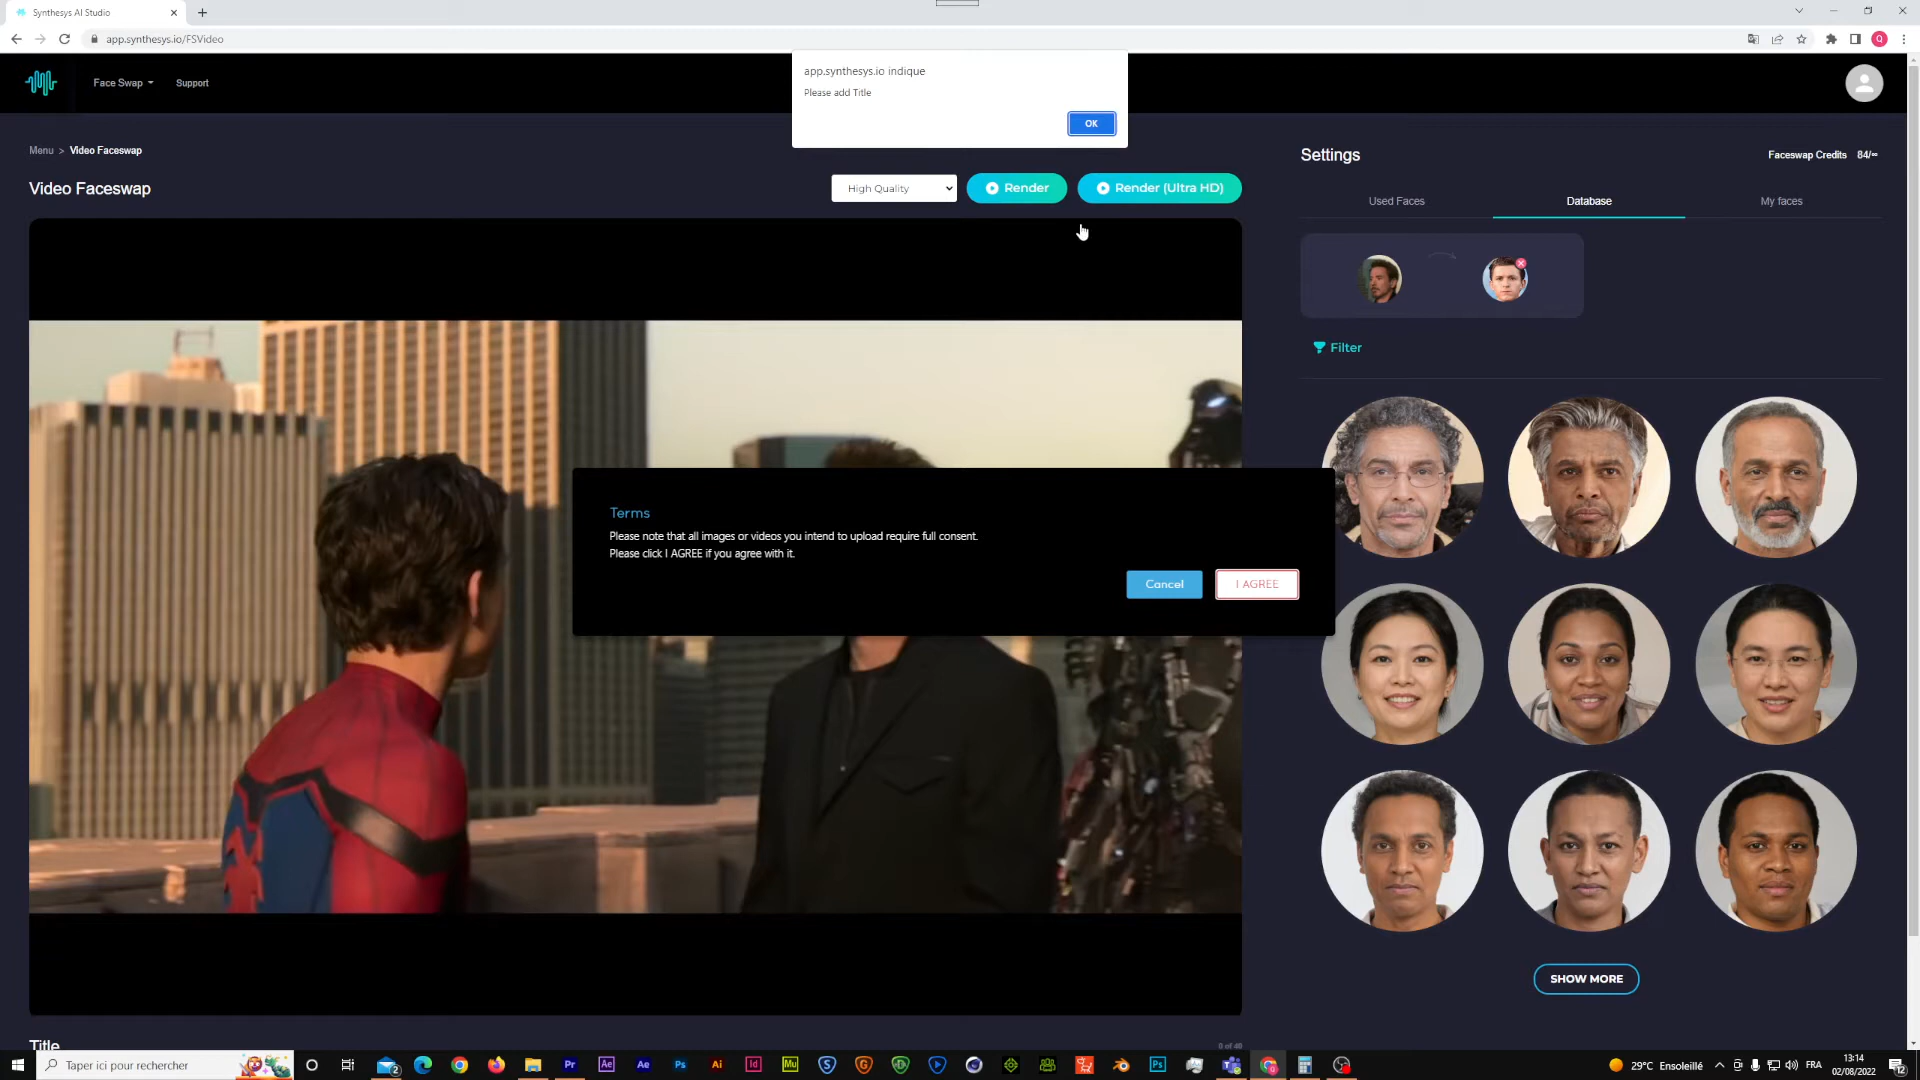 Synthesys AI Studio
app.synthesys.io/FSVideo
app.synthesys.io indique
Please add Title
OK
Face Swap
Support
Menu > Video Faceswap
Video Faceswap
High Quality
Render
Render (Ultra HD)
Settings
Faceswap Credits 84/∞
Used Faces
Database
My faces
Filter
Terms
Please note that all images or videos you intend to upload require full consent.
Please click I AGREE if you agree with it.
Cancel
I AGREE
SHOW MORE
Title
0 of 40
Taper ici pour rechercher
29°C Ensoleillé
FRA
13:14
02/08/2022